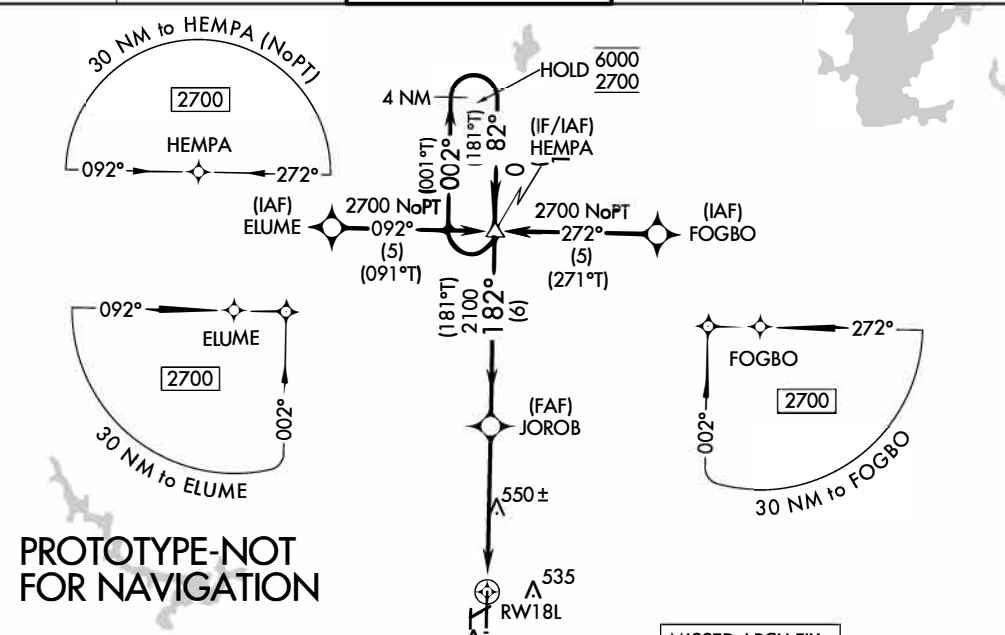 30 NM to HEMPA (NoPT)
2700
HEMPA
092°
272°
HOLD 6000
2700
4 NM
(001°T)
002°
(181°T)
82°
0
(IF/IAF)
HEMPA
(IAF)
ELUME
2700 NoPT
092°
(5)
(091°T)
2700 NoPT
272°
(5)
(271°T)
(IAF)
FOGBO
(181°T)
2100
182°
(6)
092°
ELUME
2700
002°
30 NM to ELUME
272°
FOGBO
2700
002°
30 NM to FOGBO
(FAF)
JOROB
550 ±
535
RW18L
PROTOTYPE-NOT
FOR NAVIGATION